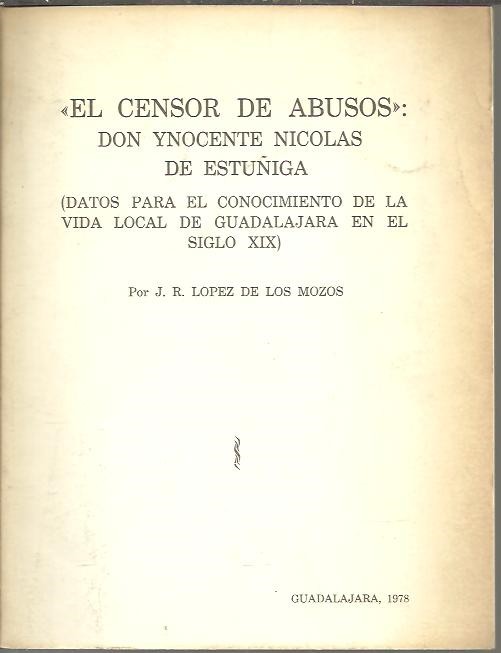 «EL CENSOR DE ABUSOS»:
DON YNOCENTE NICOLAS
DE ESTUÑIGA
(DATOS PARA EL CONOCIMIENTO DE LA
VIDA LOCAL DE GUADALAJARA EN EL
SIGLO XIX)
Por J. R. LOPEZ DE LOS MOZOS
GUADALAJARA, 1978